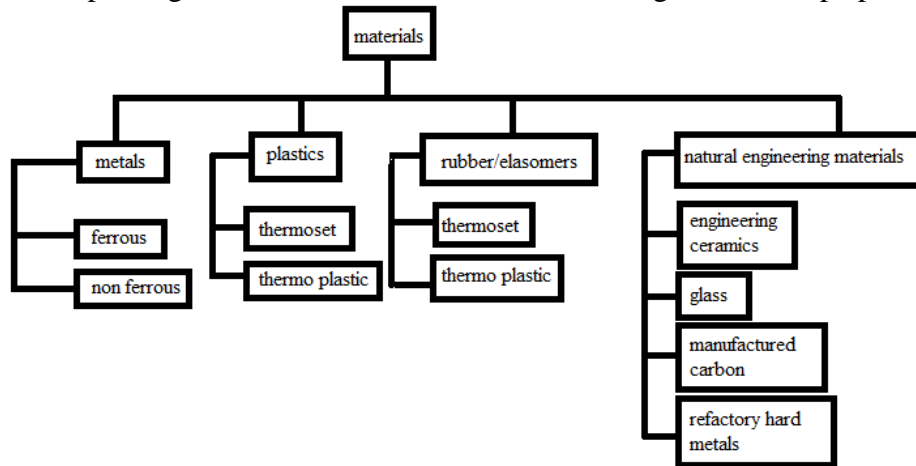 materials
metals
plastics
rubber/elasomers
natural engineering materials
ferrous
non ferrous
thermoset
thermo plastic
thermoset
thermo plastic
engineering
ceramics
glass
manufactured
carbon
refactory hard
metals